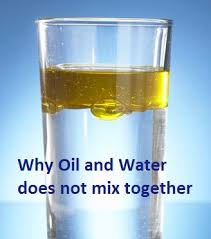 Why Oil and Water
does not mix together